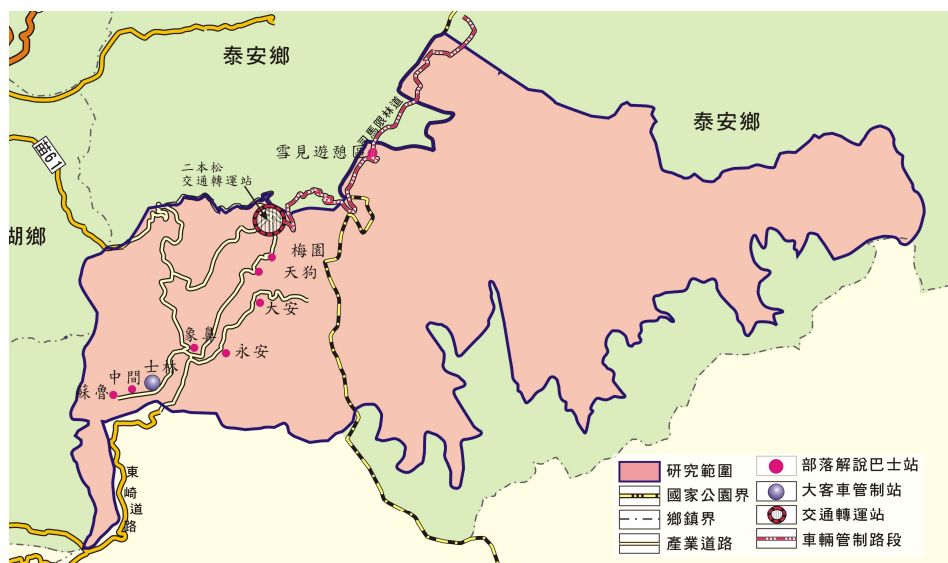 泰安鄉
泰安鄉
苗61
湖鄉
司馬限林道
雪見遊憩區
二本松
交通轉運站
梅園
天狗
大安
象鼻
永安
士林
中間
蘇魯
東崎道路
研究範圍
國家公園界
鄉鎮界
產業道路
部落解說巴士站
大客車管制站
交通轉運站
車輛管制路段